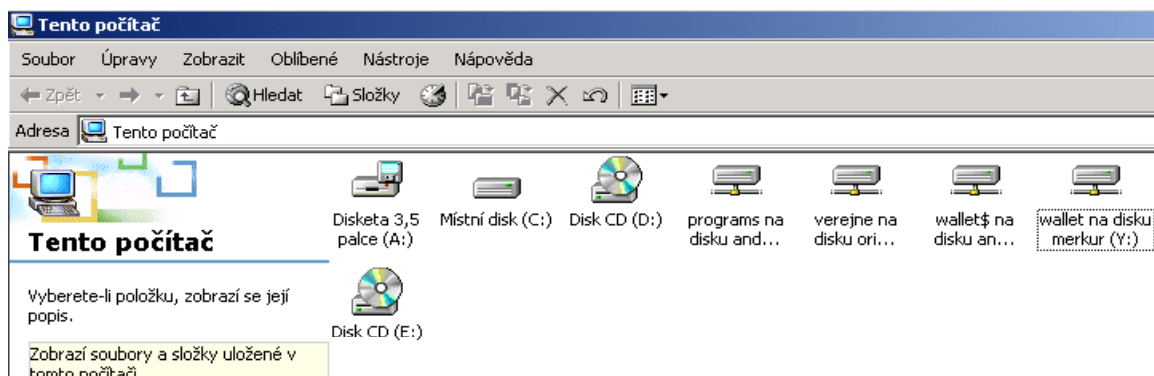 Tento počítač
Soubor Úpravy Zobrazit Oblíbené Nástroje Nápověda
Zpět Hledat Složky
Adresa Tento počítač
Disketa 3,5 palce (A:)
Místní disk (C:)
Disk CD (D:)
programs na disku and...
verejne na disku ori...
wallet$ na disku an...
wallet na disku merkur (Y:)
Disk CD (E:)
Tento počítač
Vyberete-li položku, zobrazí se její
popis.
Zobrazí soubory a složky uložené v
tomto počítači